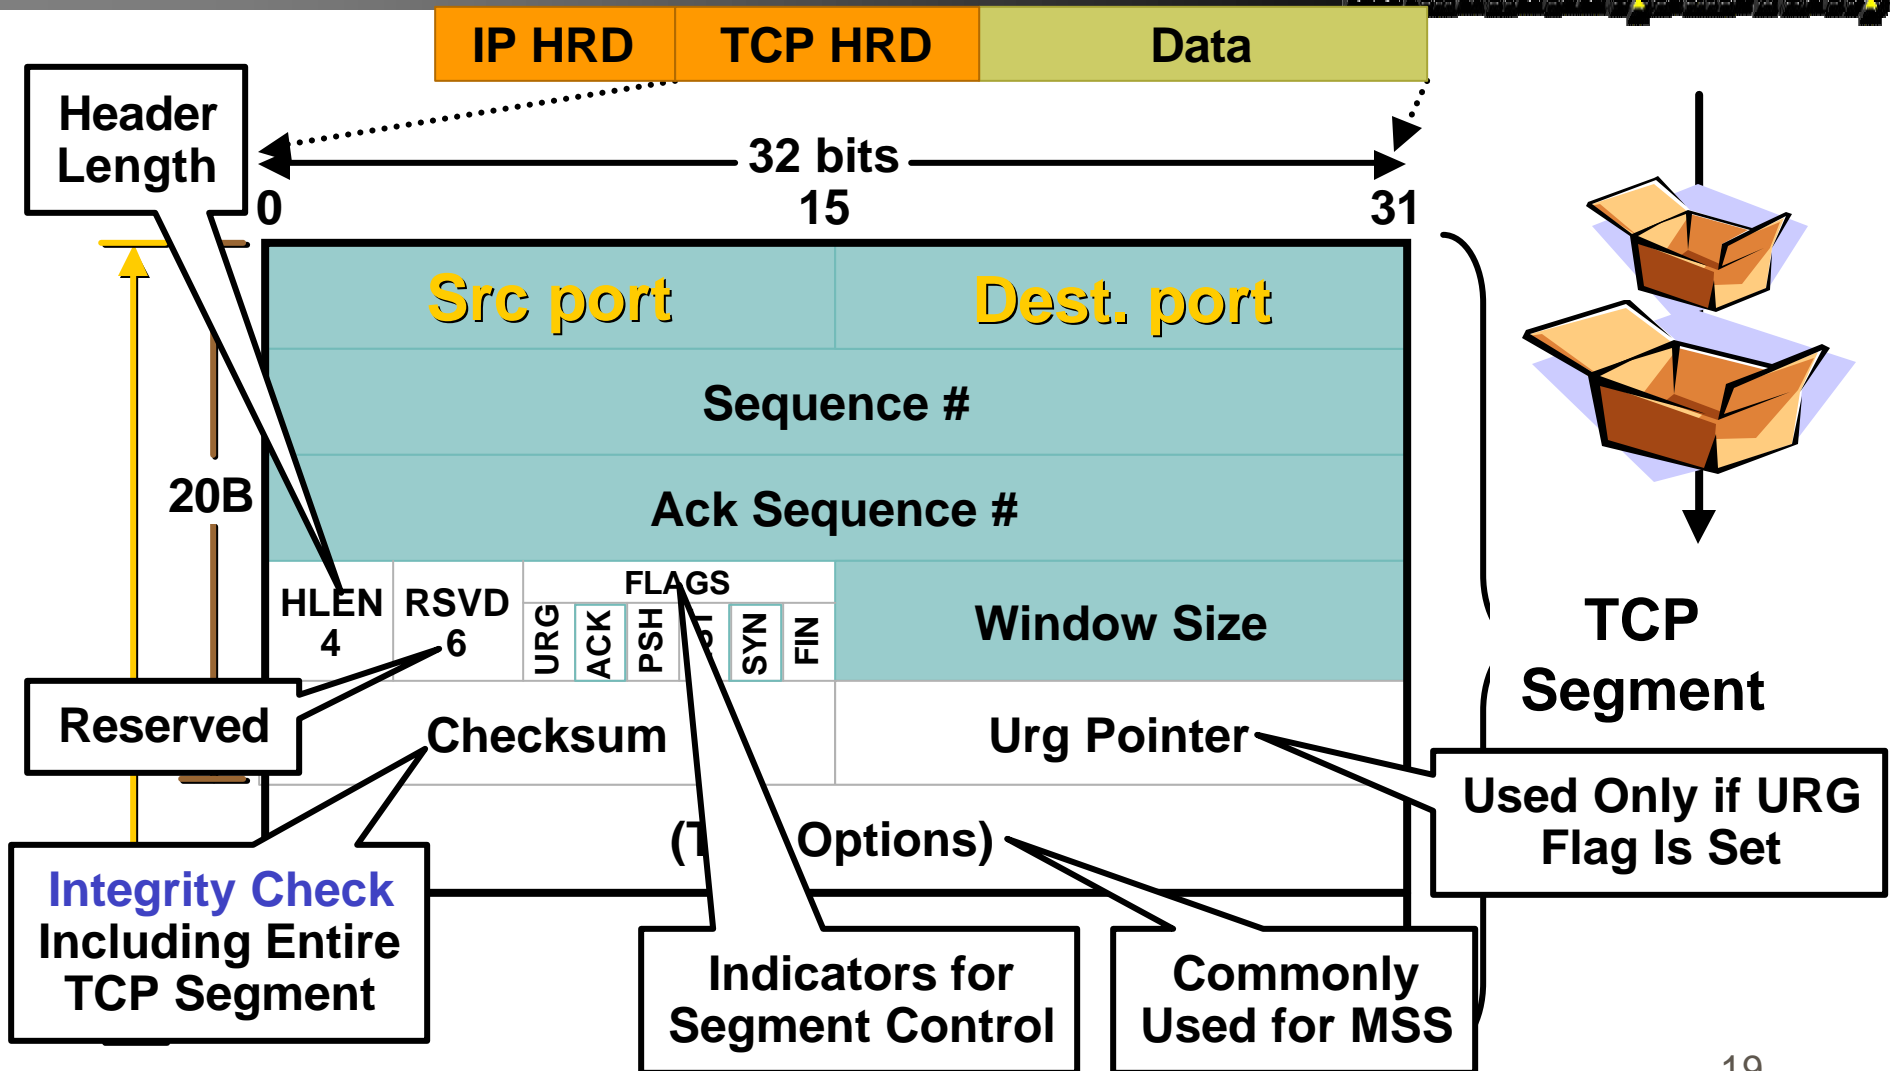 IP HRD TCP HRD Data
Header
Length
32 bits
0 15 31
Src port Dest. port
Sequence #
20B
Ack Sequence #
HLEN
4
RSVD
6
FLAGS
URG ACK PSH SYN FIN
Window Size
TCP
Segment
Reserved
Checksum
Urg Pointer
Used Only if URG
Flag Is Set
Options)
Integrity Check
Including Entire
TCP Segment
Indicators for
Segment Control
Commonly
Used for MSS
19